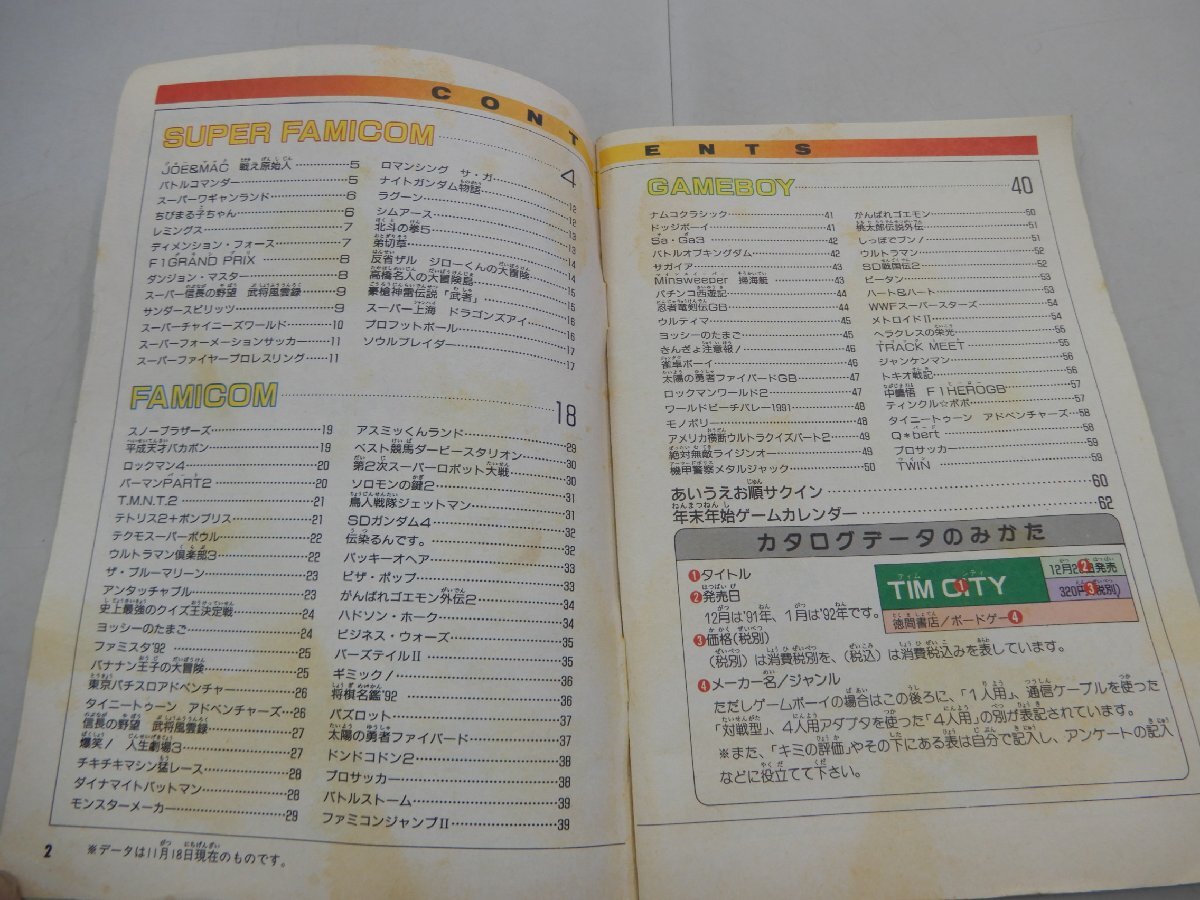 CONTENTS
SUPER FAMICOM 4
JOE&MAC 戦え原始人 5
バトルコマンダー 5
スーパーワギャンランド 6
ちびまる子ちゃん 6
レミングス 7
ディメンション・フォース 7
F1 GRAND PRIX 8
ダンジョン・マスター 8
スーパー信長の野望 武将風雲録 9
サンダースピリッツ 9
スーパーチャイニーズワールド 10
スーパーフォーメーションサッカー 11
スーパーファイヤープロレスリング 11
ロマンシング サ・ガ 12
ナイトガンダム物語 12
ラグーン 13
シムアース 13
北斗の拳5 13
弟切草 14
反省ザル ジローくんの大冒険 14
高橋名人の大冒険島 15
豪槍神雷伝説「武者」 15
スーパー上海 ドラゴンズアイ 16
プロフットボール 16
ソウルブレイダー 17
FAMICOM 18
スノーブラザーズ 19
平成天才バカボン 19
ロックマン4 20
パーマンPART2 20
T.M.N.T.2 21
テトリス2+ボンブリス 21
テクモスーパーボウル 22
ウルトラマン倶楽部3 22
ザ・ブルーマリーン 23
アンタッチャブル 23
史上最強のクイズ王決定戦 24
ヨッシーのたまご 24
ファミスタ'92 25
バナナン王子の大冒険 25
東京パチスロアドベンチャー 26
タイニートゥーン アドベンチャーズ 26
信長の野望 武将風雲録 27
爆笑!人生劇場3 27
チキチキマシン猛レース 28
ダイナマイトバットマン 28
モンスターメーカー 29
アスミッくんランド 29
ベスト競馬ダービースタリオン 30
第2次スーパーロボット大戦 30
ソロモンの鍵2 31
鳥人戦隊ジェットマン 31
SDガンダム4 32
伝染るんです。 32
バッキーオヘア 33
ピザ・ポップ 33
がんばれゴエモン外伝2 34
ハドソン・ホーク 34
ビジネス・ウォーズ 35
バーズテイルII 35
ギミック! 36
将棋名鑑'92 36
パズロット 37
太陽の勇者ファイバード 37
ドンドコドン2 38
プロサッカー 38
バトルストーム 39
ファミコンジャンプII 39
2 ※データは11月18日現在のものです。
GAMEBOY 40
ナムコクラシック 41
ドッジボーイ 41
Sa・Ga3 42
バトルオブキングダム 42
サガイア 43
Minsweeper 掃海艇 43
パチンコ西遊記 44
忍者竜剣伝GB 44
ウルティマ 45
ヨッシーのたまご 45
きんぎょ注意報! 46
雀卓ボーイ 46
太陽の勇者ファイバードGB 47
ロックマンワールド2 47
ワールドビーチバレー1991 48
モノポリー 48
アメリカ横断ウルトラクイズパート2 49
絶対無敵ライジンオー 49
機甲警察メタルジャック 50
がんばれゴエモン 50
桃太郎伝説外伝 51
しっぽでブン! 51
ウルトラマン 52
SD戦国伝2 52
ピータン 53
ハート&ハート 53
WWFスーパースターズ 54
メトロイドII 54
ヘラクレスの栄光 55
TRACK MEET 55
ジャンケンマン 56
トキオ戦記 56
中嶋悟 F1HEROGB 57
ティンクル☆ポポ 57
タイニートゥーン アドベンチャーズ 58
Q*bert 58
プロサッカー 59
TWIN 59
あいうえお順サクイン 60
年末年始ゲームカレンダー 62
カタログデータのみかた
❶タイトル
❷発売日
12月は'91年、1月は'92年です。
❸価格(税別)
(税別)は消費税別を、(税込)は消費税込みを表しています。
❹メーカー名/ジャンル
ただしゲームボーイの場合はこの後ろに、「1人用」、通信ケーブルを使った
「対戦型」、4人用アダプタを使った「4人用」の別が表記されています。
※また、「キミの評価」やその下にある表は自分で記入し、アンケートの記入
などに役立てて下さい。
TIM CITY
❶
12月2❷日発売
320円❸税別)
徳間書店/ボードゲー❹